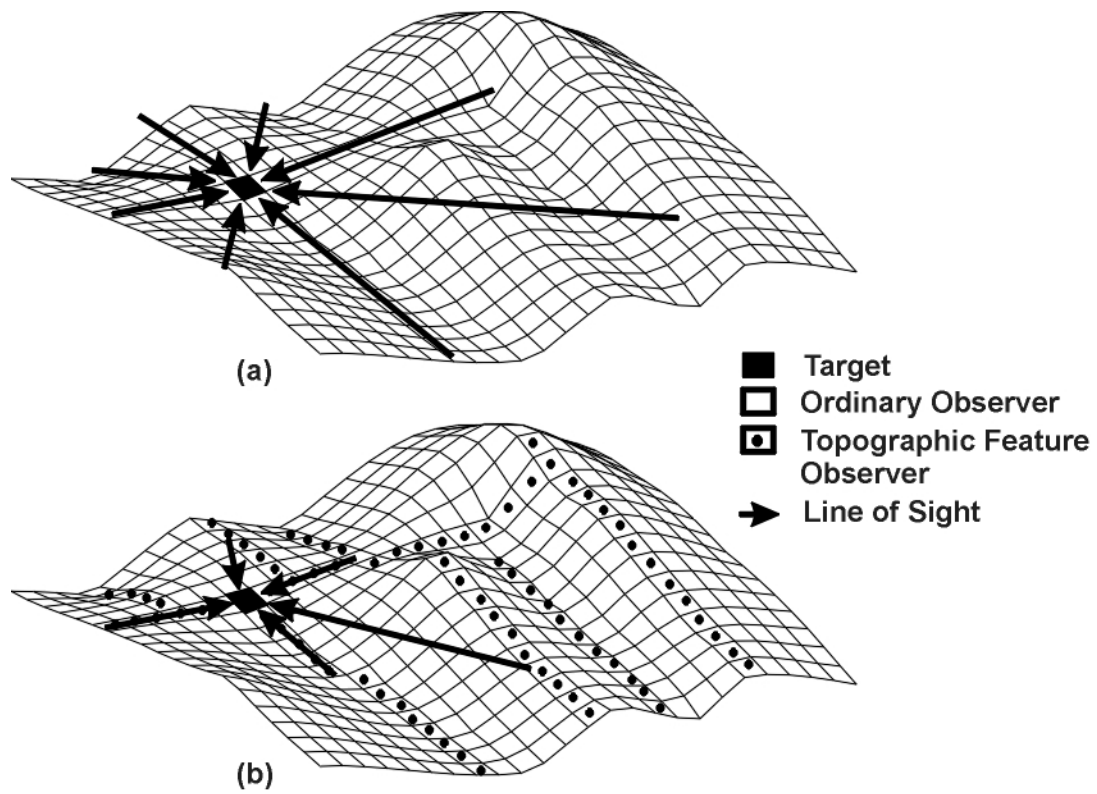 (a)
Target
Ordinary Observer
Topographic Feature
Observer
Line of Sight
(b)